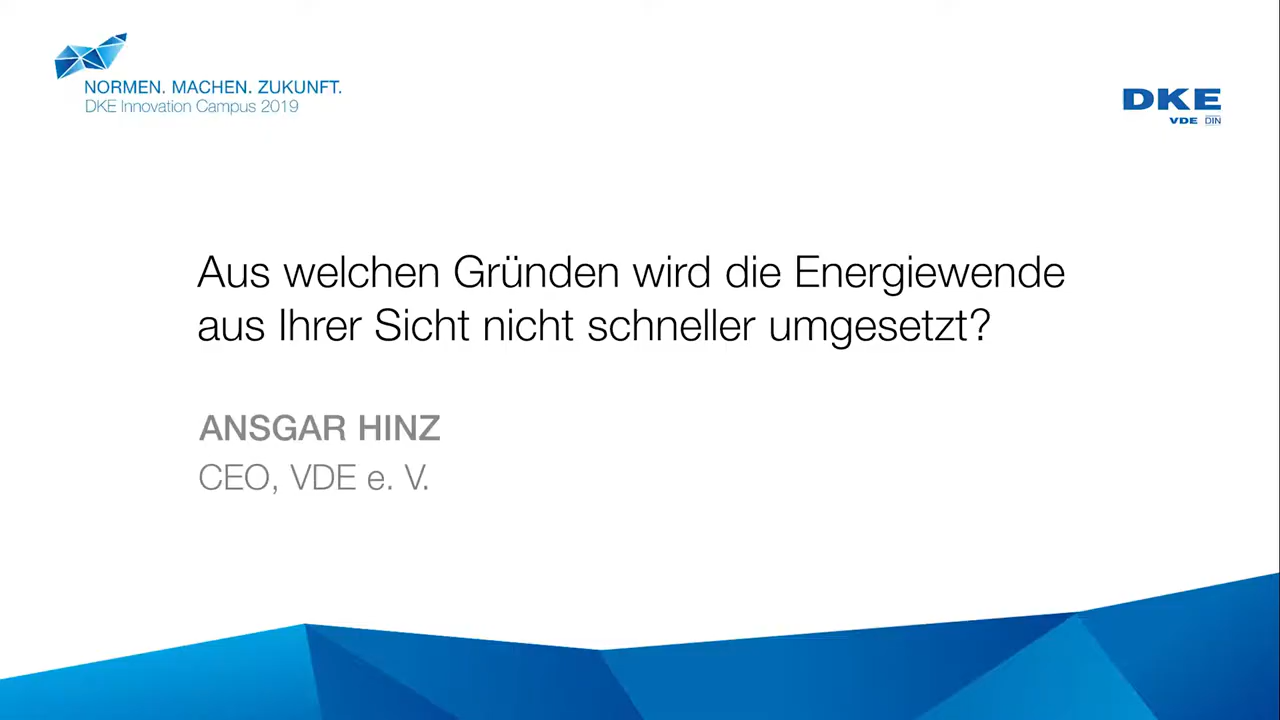 NORMEN. MACHEN. ZUKUNFT.
DKE Innovation Campus 2019
DKE
VDE DIN
Aus welchen Gründen wird die Energiewende
aus Ihrer Sicht nicht schneller umgesetzt?
ANSGAR HINZ
CEO, VDE e. V.